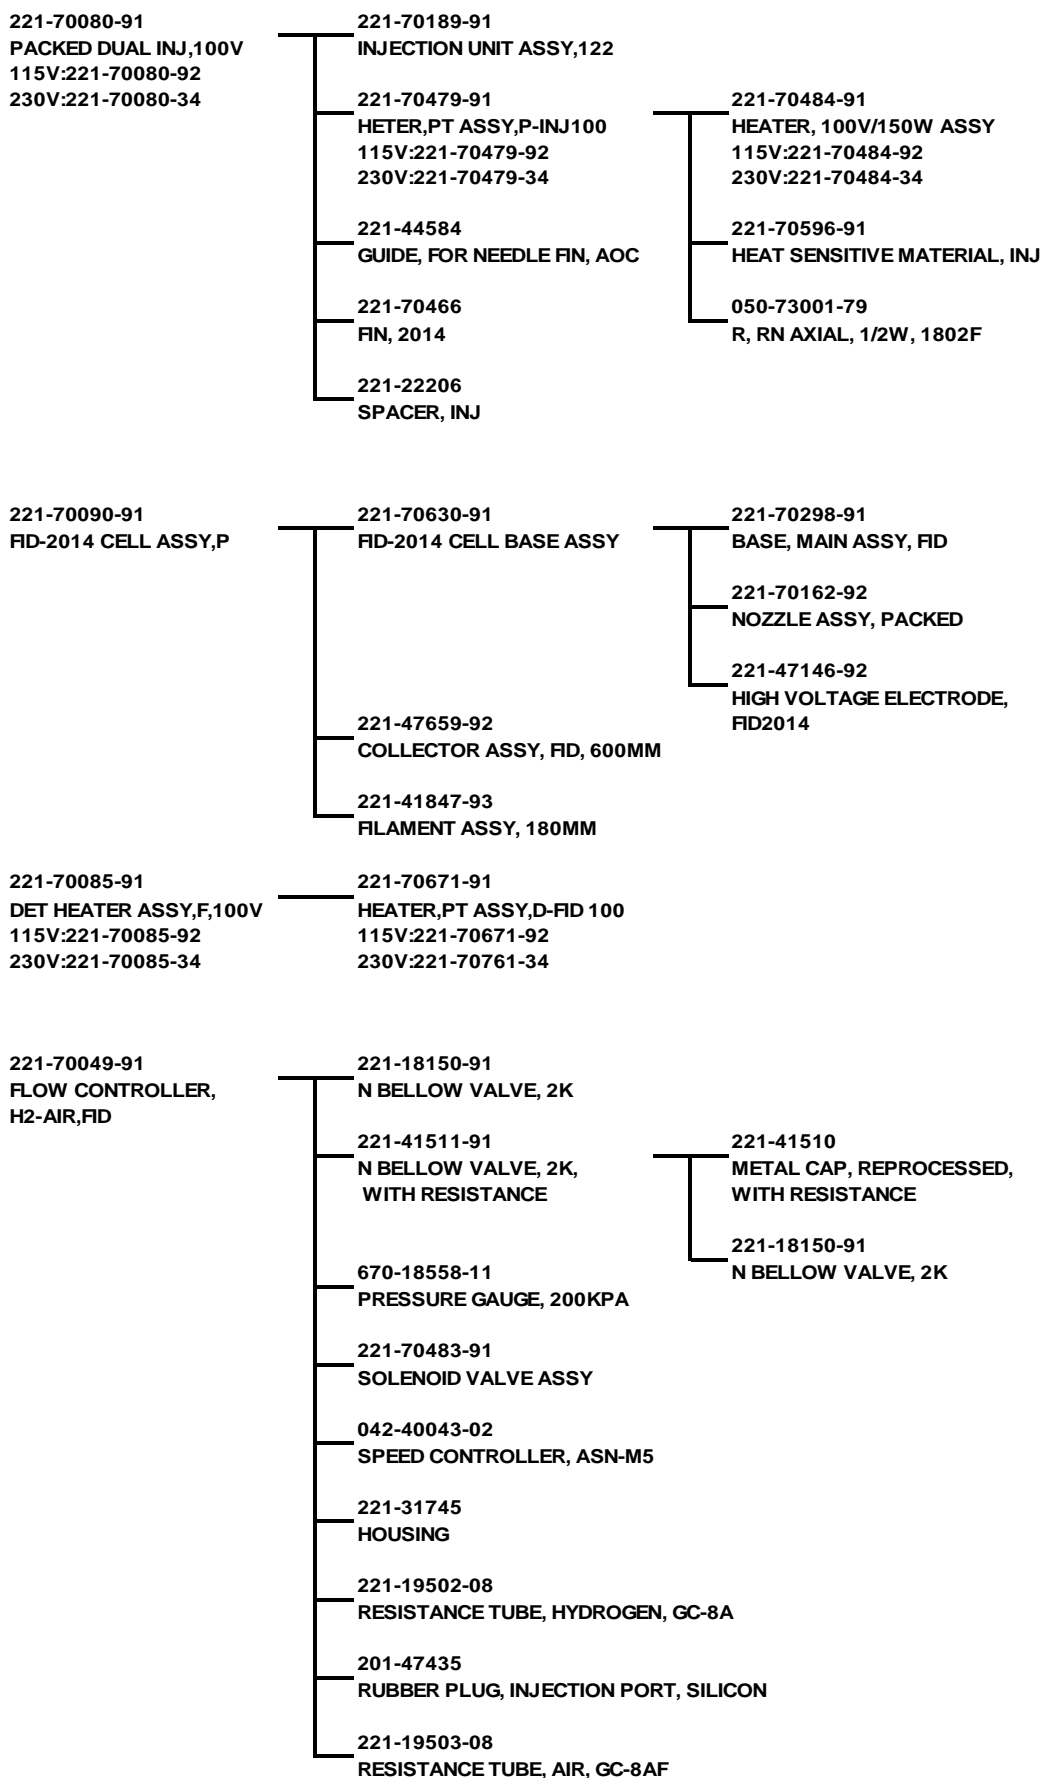 221-70080-91
PACKED DUAL INJ,100V
115V:221-70080-92
230V:221-70080-34
221-70189-91
INJECTION UNIT ASSY,122
221-70479-91
HETER,PT ASSY,P-INJ100
115V:221-70479-92
230V:221-70479-34
221-70484-91
HEATER, 100V/150W ASSY
115V:221-70484-92
230V:221-70484-34
221-70596-91
HEAT SENSITIVE MATERIAL, INJ
050-73001-79
R, RN AXIAL, 1/2W, 1802F
221-44584
GUIDE, FOR NEEDLE FIN, AOC
221-70466
FIN, 2014
221-22206
SPACER, INJ
221-70090-91
FID-2014 CELL ASSY,P
221-70630-91
FID-2014 CELL BASE ASSY
221-70298-91
BASE, MAIN ASSY, FID
221-70162-92
NOZZLE ASSY, PACKED
221-47146-92
HIGH VOLTAGE ELECTRODE,
FID2014
221-47659-92
COLLECTOR ASSY, FID, 600MM
221-41847-93
FILAMENT ASSY, 180MM
221-70085-91
DET HEATER ASSY,F,100V
115V:221-70085-92
230V:221-70085-34
221-70671-91
HEATER,PT ASSY,D-FID 100
115V:221-70671-92
230V:221-70761-34
221-70049-91
FLOW CONTROLLER,
H2-AIR,FID
221-18150-91
N BELLOW VALVE, 2K
221-41511-91
N BELLOW VALVE, 2K,
WITH RESISTANCE
221-41510
METAL CAP, REPROCESSED,
WITH RESISTANCE
221-18150-91
N BELLOW VALVE, 2K
670-18558-11
PRESSURE GAUGE, 200KPA
221-70483-91
SOLENOID VALVE ASSY
042-40043-02
SPEED CONTROLLER, ASN-M5
221-31745
HOUSING
221-19502-08
RESISTANCE TUBE, HYDROGEN, GC-8A
201-47435
RUBBER PLUG, INJECTION PORT, SILICON
221-19503-08
RESISTANCE TUBE, AIR, GC-8AF